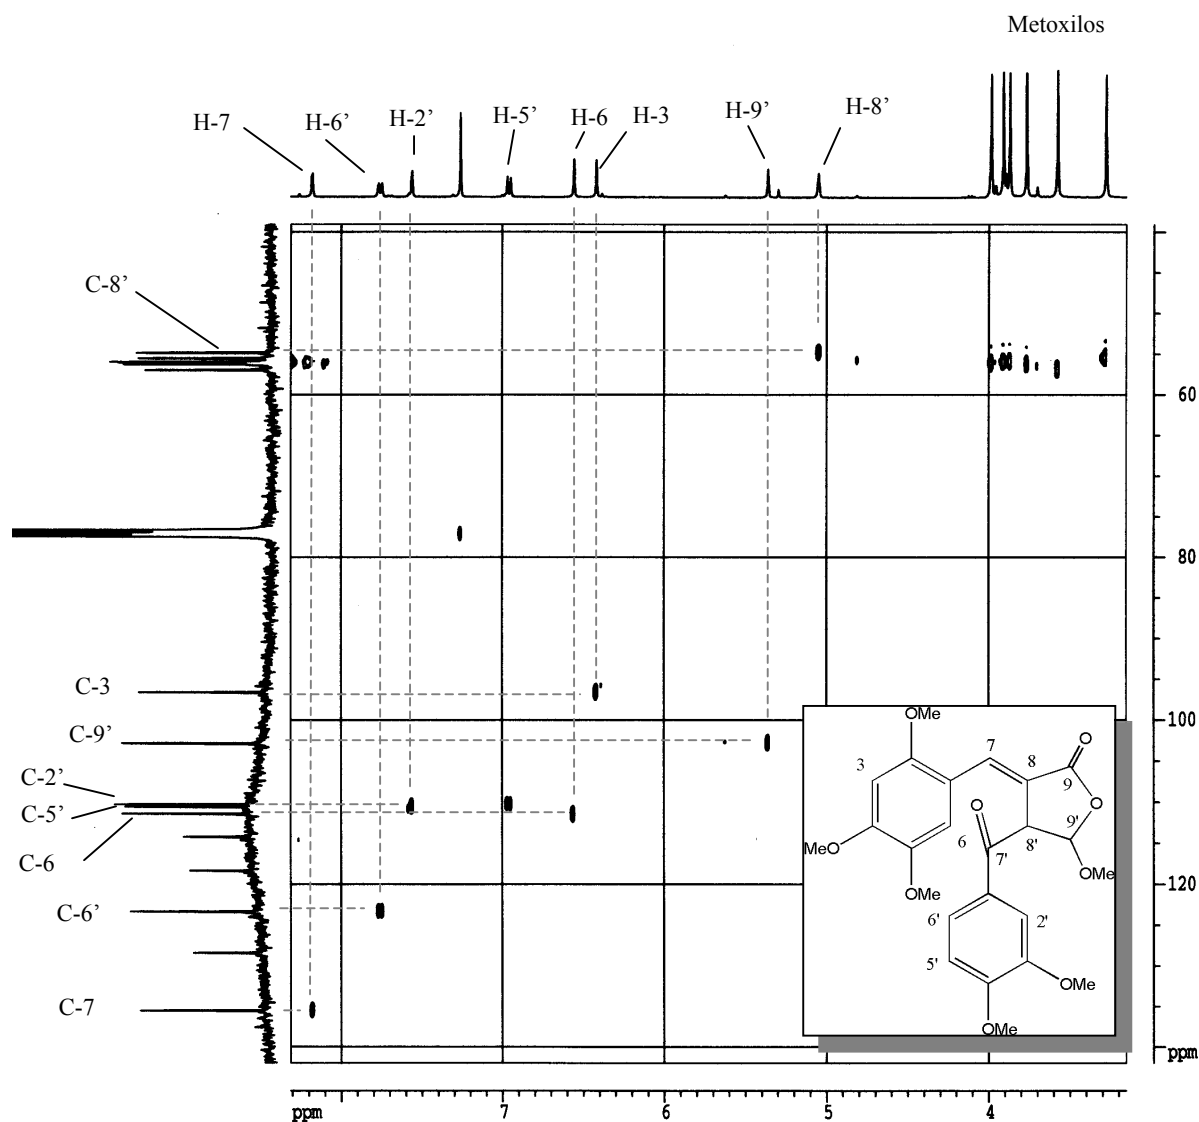 Metoxilos
H-7
H-6'
H-2'
H-5'
H-6
H-3
H-9'
H-8'
C-8'
C-3
C-9'
C-2'
C-5'
C-6
C-6'
C-7
60
80
100
120
ppm
ppm
7
6
5
4
OMe
7
O
3
8
9
O
O
9'
6
8'
MeO
7'
OMe
OMe
6'
2'
5'
OMe
OMe